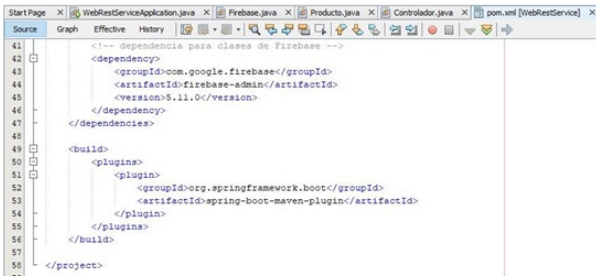 Start Page WebRestServiceApplication.java Firebase.java Producto.java Controlador.java pom.xml [WebRestService]
Source Graph Effective History
41 <!-- dependencia para clases de Firebase -->
42 <dependency>
43 <groupId>com.google.firebase</groupId>
44 <artifactId>firebase-admin</artifactId>
45 <version>5.11.0</version>
46 </dependency>
47 </dependencies>
48
49 <build>
50 <plugins>
51 <plugin>
52 <groupId>org.springframework.boot</groupId>
53 <artifactId>spring-boot-maven-plugin</artifactId>
54 </plugin>
55 </plugins>
56 </build>
57
58 </project>